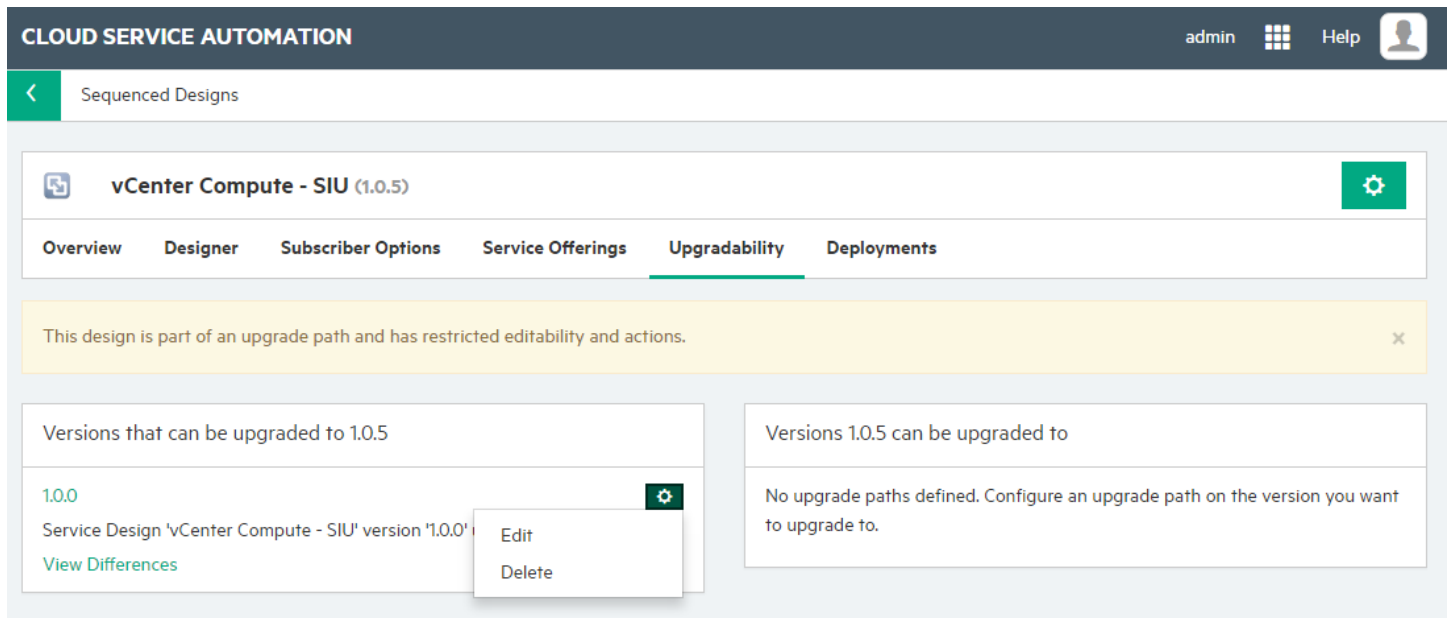 CLOUD SERVICE AUTOMATION
admin
Help
Sequenced Designs
vCenter Compute - SIU (1.0.5)
Overview
Designer
Subscriber Options
Service Offerings
Upgradability
Deployments
This design is part of an upgrade path and has restricted editability and actions.
Versions that can be upgraded to 1.0.5
1.0.0
Service Design 'vCenter Compute - SIU' version '1.0.0'
View Differences
Edit
Delete
Versions 1.0.5 can be upgraded to
No upgrade paths defined. Configure an upgrade path on the version you want
to upgrade to.